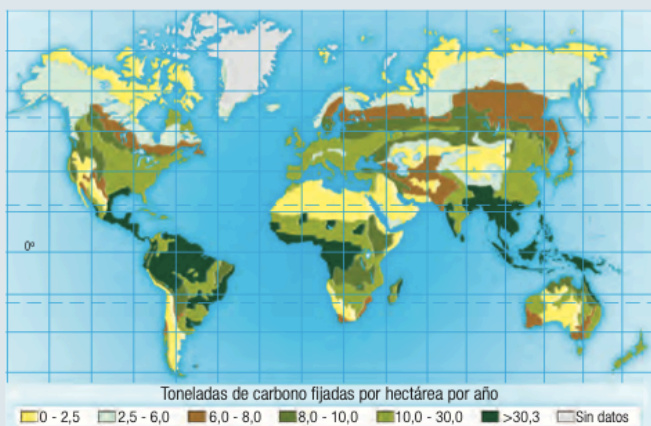 0º
Toneladas de carbono fijadas por hectárea por año
0 - 2,5 2,5 - 6,0 6,0 - 8,0 8,0 - 10,0 10,0 - 30,0 >30,3 Sin datos